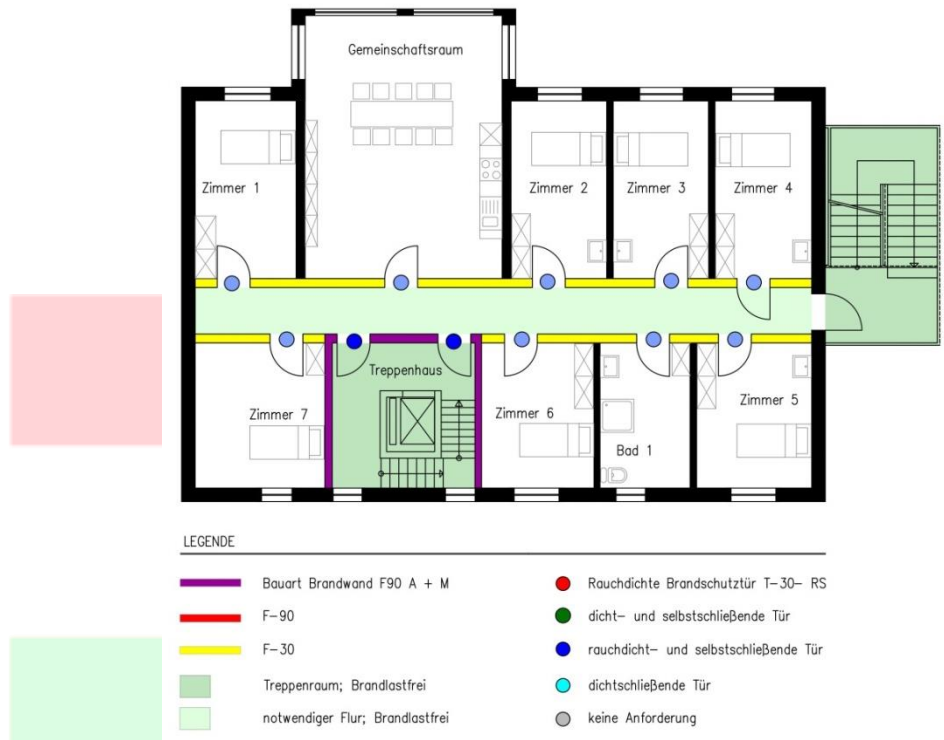 Gemeinschaftsraum
Zimmer 1
Zimmer 2
Zimmer 3
Zimmer 4
Treppenhaus
Zimmer 7
Zimmer 6
Bad 1
Zimmer 5
LEGENDE
Bauart Brandwand F90 A + M
F-90
F-30
Treppenraum; Brandlastfrei
notwendiger Flur; Brandlastfrei
Rauchdichte Brandschutztür T-30- RS
dicht- und selbstschließende Tür
rauchdicht- und selbstschließende Tür
dichtschließende Tür
keine Anforderung